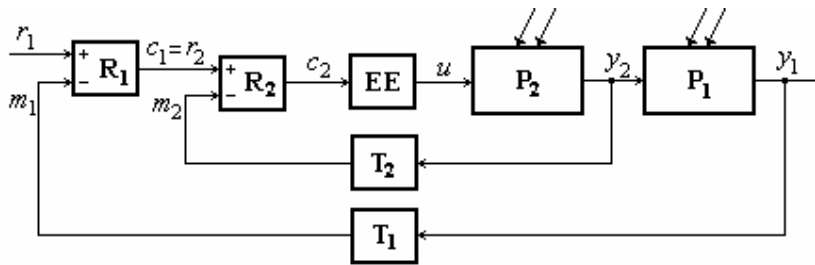 r₁ + − R₁ c₁=r₂ + − R₂ c₂ EE u P₂ y₂ P₁ y₁
m₁ m₂
T₂
T₁